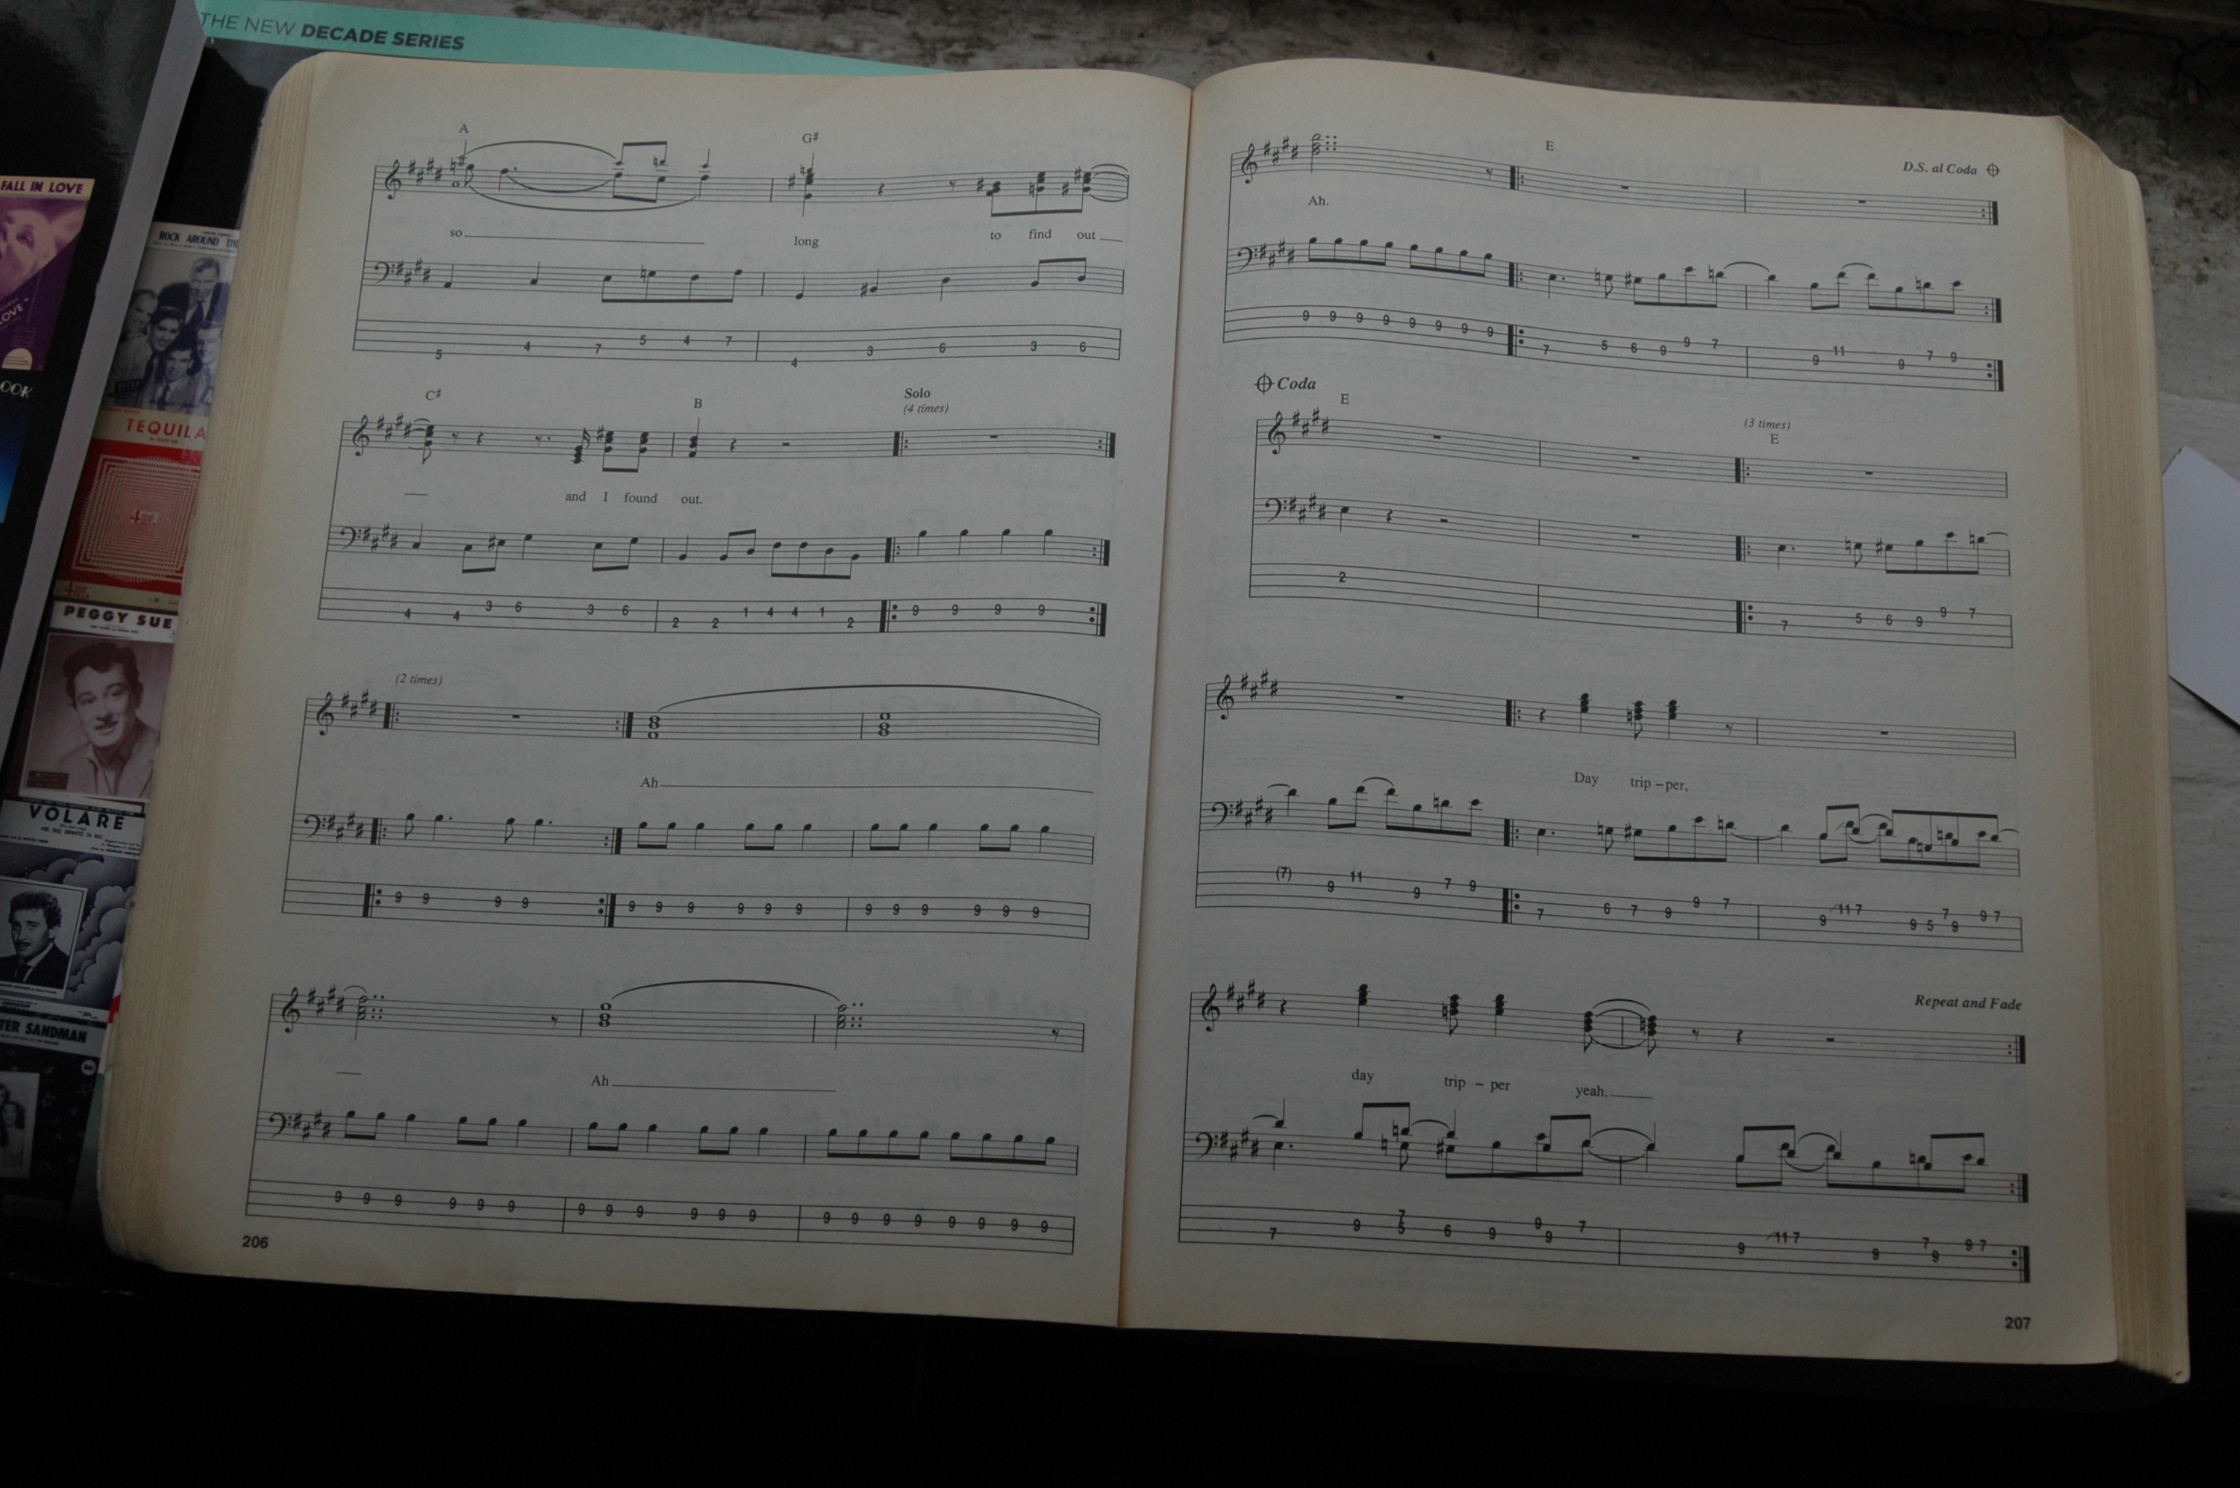 THE NEW DECADE SERIES
FALL IN LOVE
LOVE
OOK
ROCK AROUND THE
TEQUILA
PEGGY SUE
VOLARE
TER SANDMAN
A G♯
so long to find out
5 4 7 5 4 7 4 3 6 3 6
C♯ B Solo
(4 times)
and I found out.
4 4 3 6 3 6 2 2 1 4 4 1 2 9 9 9 9
(2 times)
Ah
9 9 9 9 9 9 9 9 9 9 9 9 9 9 9 9
Ah
9 9 9 9 9 9 9 9 9 9 9 9 9 9 9 9 9 9 9 9
206
E D.S. al Coda
Ah.
9 9 9 9 9 9 9 9 7 5 6 9 9 7 9 11 9 7 9
Coda
E (3 times)
E
2 7 5 6 9 9 7
Day trip – per,
(7) 9 11 9 7 9 7 6 7 9 9 7 9 11 7 9 5 7 9 9 7
Repeat and Fade
day trip – per yeah.
7 9 7 5 6 9 9 9 7 9 11 7 9 7 9 9 7
207